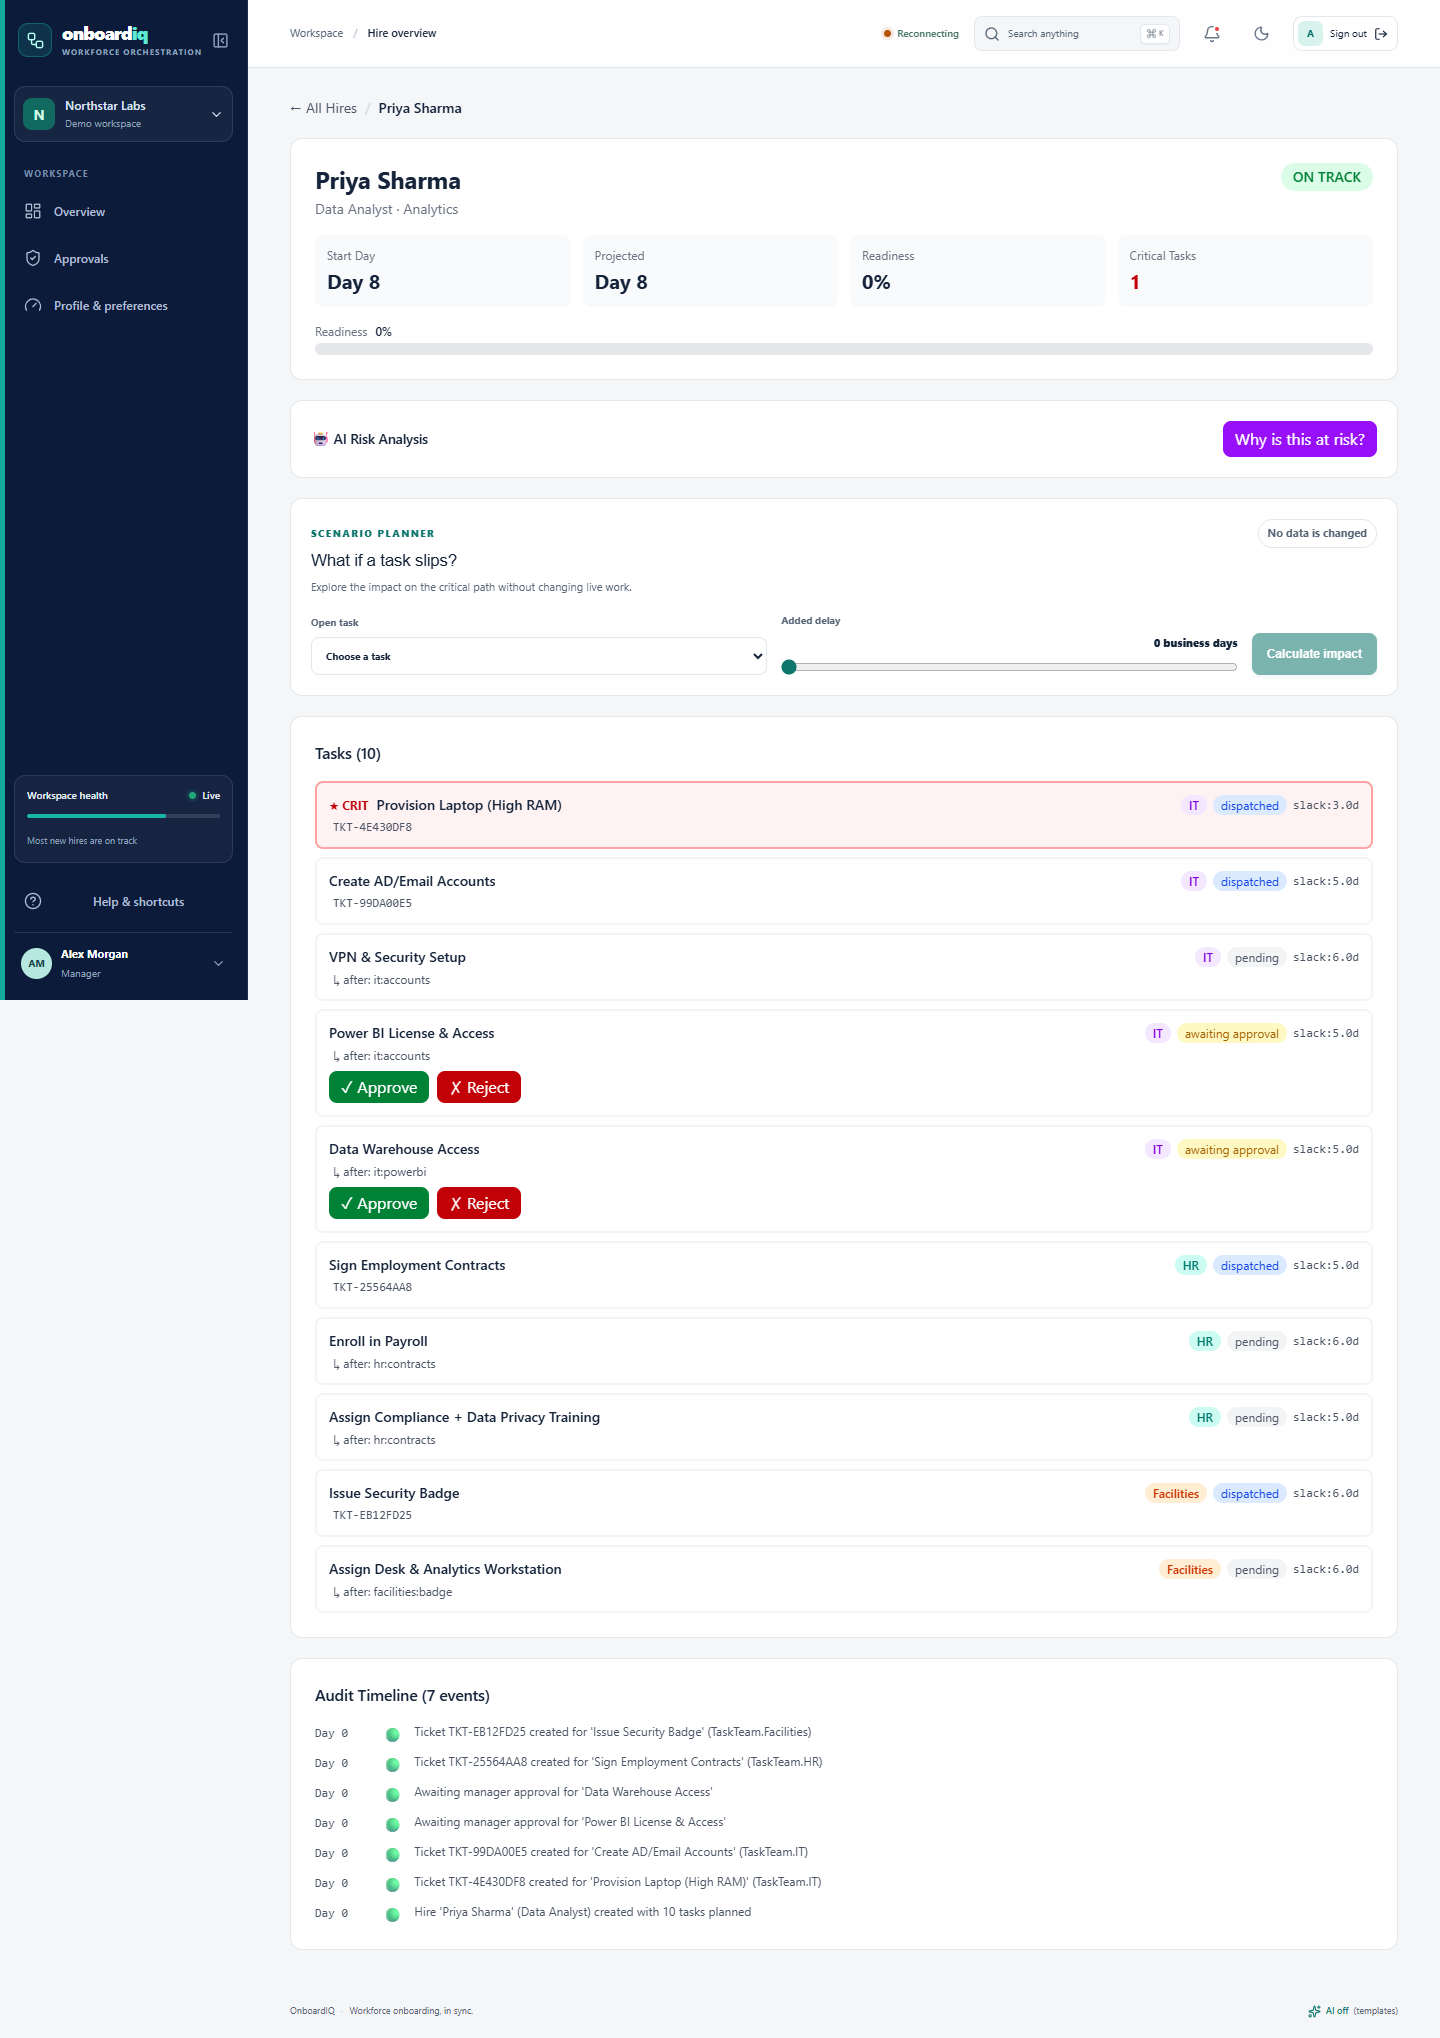 onboardiq
WORKFORCE ORCHESTRATION
N
Northstar Labs
Demo workspace
WORKSPACE
Overview
Approvals
Profile & preferences
Workspace health
Live
Most new hires are on track
Help & shortcuts
AM
Alex Morgan
Manager
Workspace / Hire overview
Reconnecting
Search anything
⌘ K
A
Sign out
← All Hires / Priya Sharma
Priya Sharma
ON TRACK
Data Analyst · Analytics
Start Day
Day 8
Projected
Day 8
Readiness
0%
Critical Tasks
1
Readiness 0%
AI Risk Analysis
Why is this at risk?
SCENARIO PLANNER
No data is changed
What if a task slips?
Explore the impact on the critical path without changing live work.
Open task
Choose a task
Added delay
0 business days
Calculate impact
Tasks (10)
★ CRIT Provision Laptop (High RAM) IT dispatched slack:3.0d
TKT-4E430DF8
Create AD/Email Accounts IT dispatched slack:5.0d
TKT-99DA00E5
VPN & Security Setup IT pending slack:6.0d
↳ after: it:accounts
Power BI License & Access IT awaiting approval slack:5.0d
↳ after: it:accounts
✓ Approve ✗ Reject
Data Warehouse Access IT awaiting approval slack:5.0d
↳ after: it:powerbi
✓ Approve ✗ Reject
Sign Employment Contracts HR dispatched slack:5.0d
TKT-25564AA8
Enroll in Payroll HR pending slack:6.0d
↳ after: hr:contracts
Assign Compliance + Data Privacy Training HR pending slack:5.0d
↳ after: hr:contracts
Issue Security Badge Facilities dispatched slack:6.0d
TKT-EB12FD25
Assign Desk & Analytics Workstation Facilities pending slack:6.0d
↳ after: facilities:badge
Audit Timeline (7 events)
Day 0 Ticket TKT-EB12FD25 created for 'Issue Security Badge' (TaskTeam.Facilities)
Day 0 Ticket TKT-25564AA8 created for 'Sign Employment Contracts' (TaskTeam.HR)
Day 0 Awaiting manager approval for 'Data Warehouse Access'
Day 0 Awaiting manager approval for 'Power BI License & Access'
Day 0 Ticket TKT-99DA00E5 created for 'Create AD/Email Accounts' (TaskTeam.IT)
Day 0 Ticket TKT-4E430DF8 created for 'Provision Laptop (High RAM)' (TaskTeam.IT)
Day 0 Hire 'Priya Sharma' (Data Analyst) created with 10 tasks planned
OnboardIQ · Workforce onboarding, in sync.
AI off (templates)